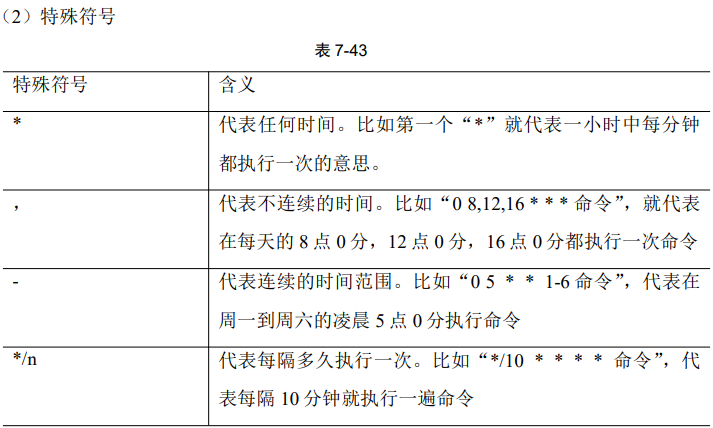 （2）特殊符号
表 7-43
特殊符号 含义
* 代表任何时间。比如第一个“*”就代表一小时中每分钟
都执行一次的意思。
， 代表不连续的时间。比如“0 8,12,16 * * * 命令”，就代表
在每天的 8 点 0 分，12 点 0 分，16 点 0 分都执行一次命令
- 代表连续的时间范围。比如“0 5 * * 1-6 命令”，代表在
周一到周六的凌晨 5 点 0 分执行命令
*/n 代表每隔多久执行一次。比如“*/10 * * * * 命令”，代
表每隔 10 分钟就执行一遍命令